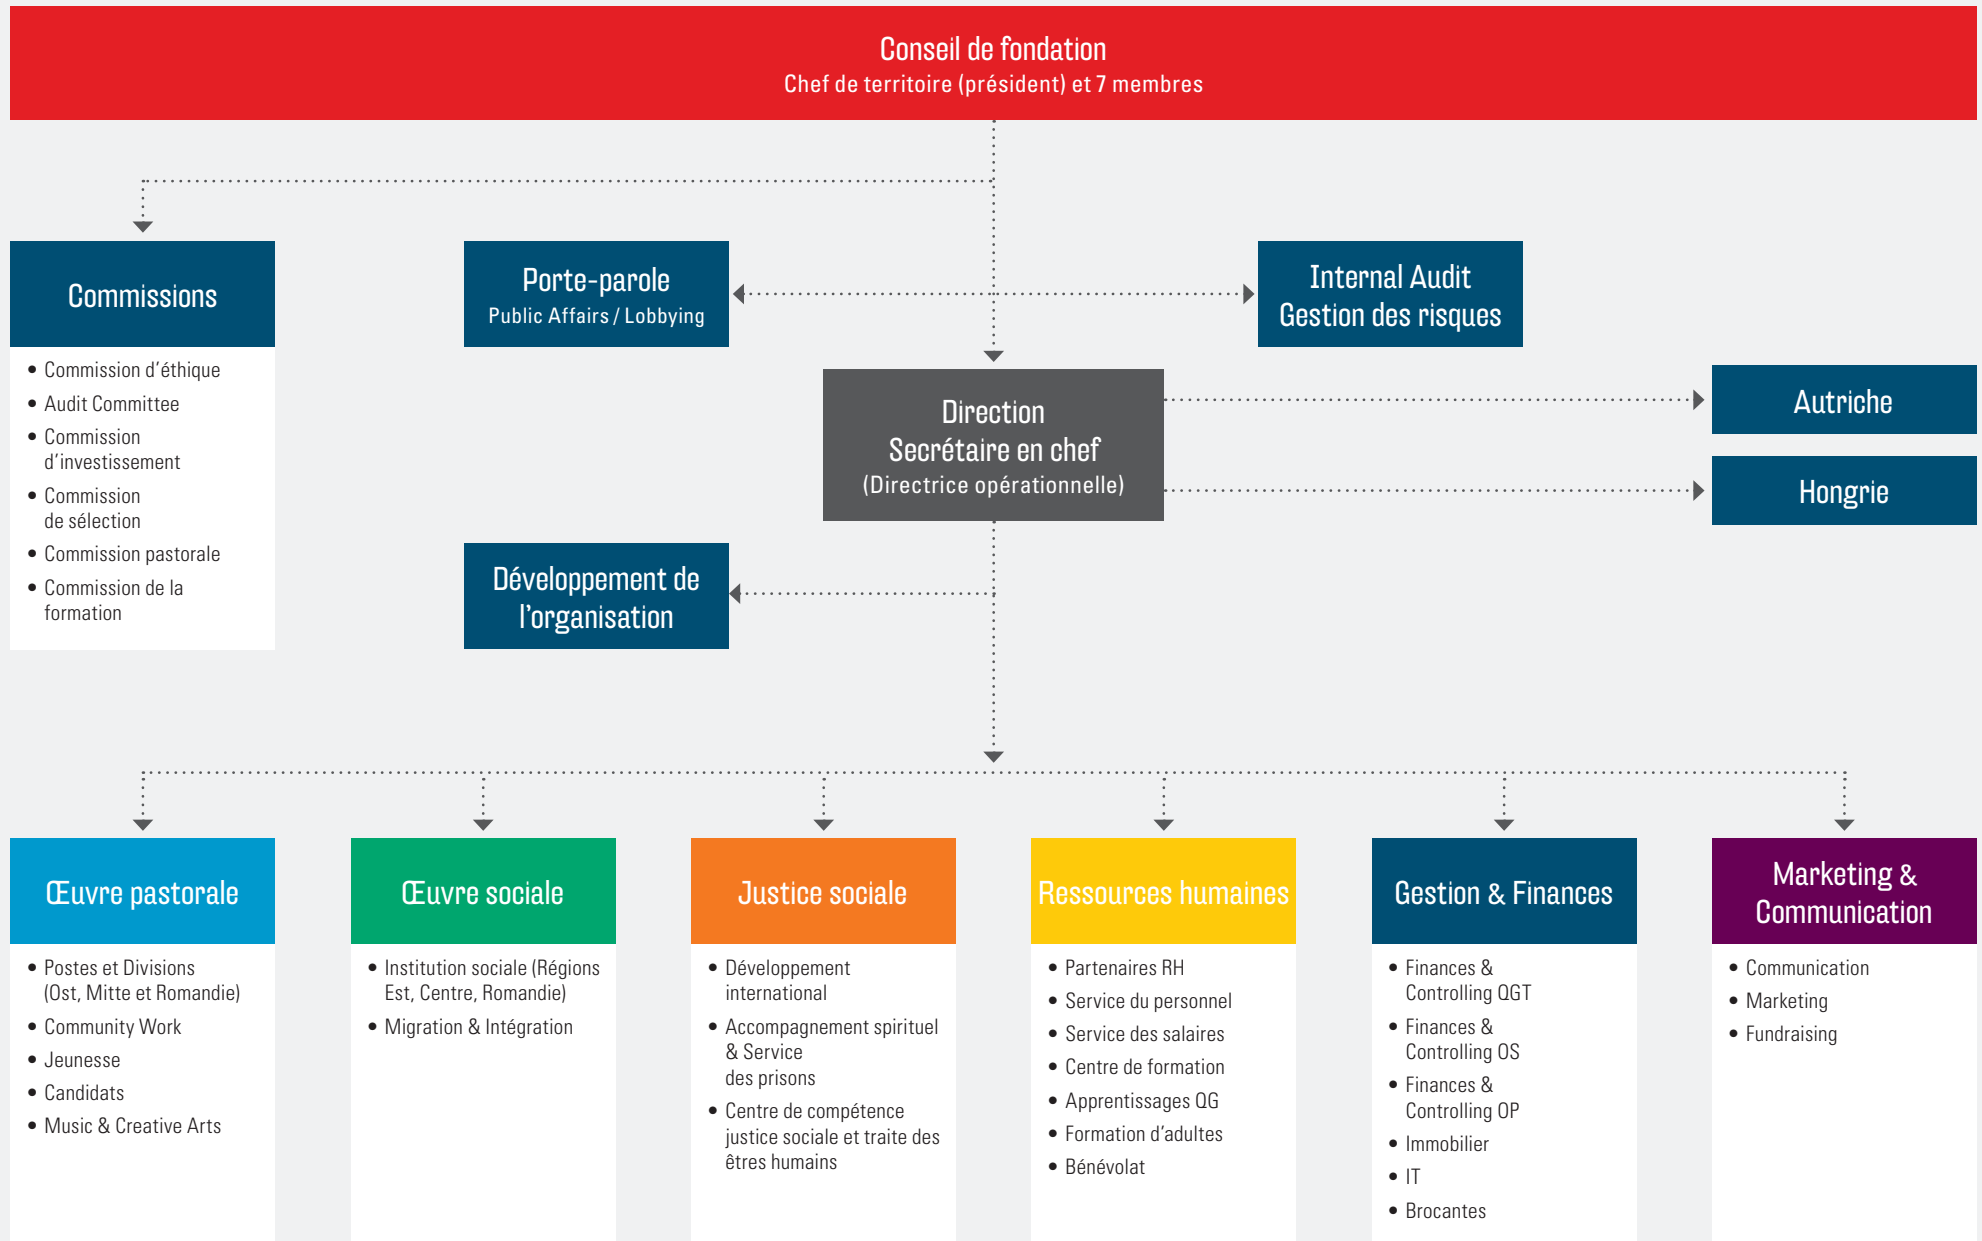 Conseil de fondation
Chef de territoire (président) et 7 membres
Commissions
• Commission d’éthique
• Audit Committee
• Commission
d’investissement
• Commission
de sélection
• Commission pastorale
• Commission de la
formation
Porte-parole
Public Affairs / Lobbying
Internal Audit
Gestion des risques
Direction
Secrétaire en chef
(Directrice opérationnelle)
Autriche
Hongrie
Développement de
l’organisation
Œuvre pastorale
• Postes et Divisions
(Ost, Mitte et Romandie)
• Community Work
• Jeunesse
• Candidats
• Music & Creative Arts
Œuvre sociale
• Institution sociale (Régions
Est, Centre, Romandie)
• Migration & Intégration
Justice sociale
• Développement
international
• Accompagnement spirituel
& Service
des prisons
• Centre de compétence
justice sociale et traite des
êtres humains
Ressources humaines
• Partenaires RH
• Service du personnel
• Service des salaires
• Centre de formation
• Apprentissages QG
• Formation d’adultes
• Bénévolat
Gestion & Finances
• Finances &
Controlling QGT
• Finances &
Controlling OS
• Finances &
Controlling OP
• Immobilier
• IT
• Brocantes
Marketing &
Communication
• Communication
• Marketing
• Fundraising